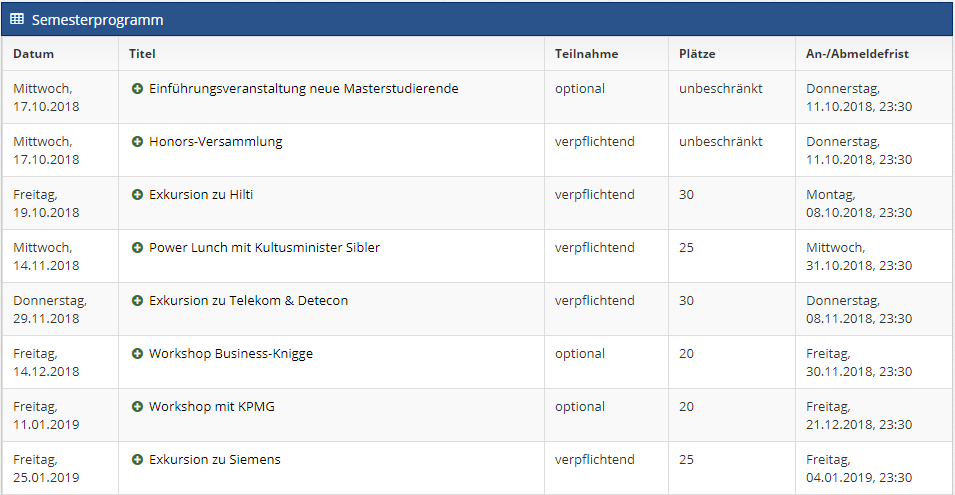 Semesterprogramm
Datum Titel Teilnahme Plätze An-/Abmeldefrist
Mittwoch, 17.10.2018 Einführungsveranstaltung neue Masterstudierende optional unbeschränkt Donnerstag, 11.10.2018, 23:30
Mittwoch, 17.10.2018 Honors-Versammlung verpflichtend unbeschränkt Donnerstag, 11.10.2018, 23:30
Freitag, 19.10.2018 Exkursion zu Hilti verpflichtend 30 Montag, 08.10.2018, 23:30
Mittwoch, 14.11.2018 Power Lunch mit Kultusminister Sibler verpflichtend 25 Mittwoch, 31.10.2018, 23:30
Donnerstag, 29.11.2018 Exkursion zu Telekom & Detecon verpflichtend 30 Donnerstag, 08.11.2018, 23:30
Freitag, 14.12.2018 Workshop Business-Knigge optional 20 Freitag, 30.11.2018, 23:30
Freitag, 11.01.2019 Workshop mit KPMG optional 20 Freitag, 21.12.2018, 23:30
Freitag, 25.01.2019 Exkursion zu Siemens verpflichtend 25 Freitag, 04.01.2019, 23:30